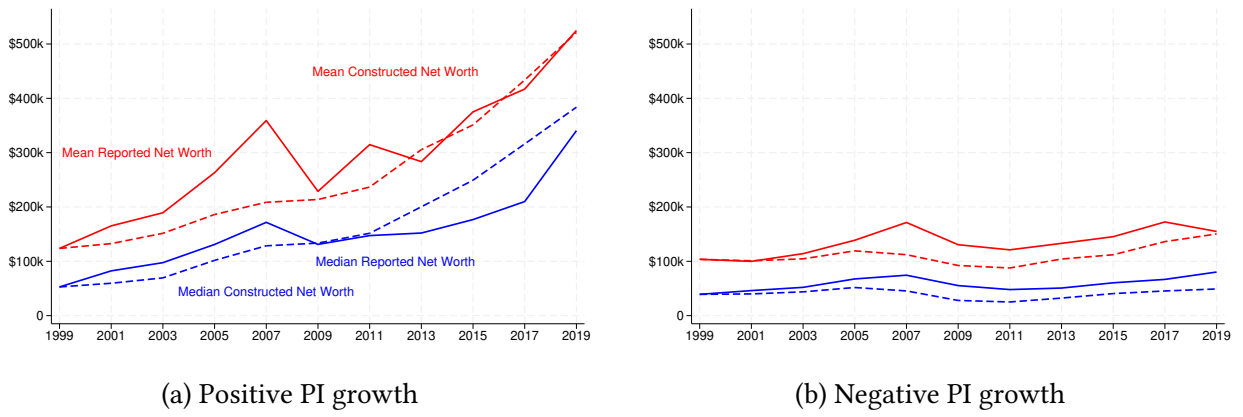 $500k
$400k
$300k
$200k
$100k
0
Mean Constructed Net Worth
Mean Reported Net Worth
Median Reported Net Worth
Median Constructed Net Worth
1999 2001 2003 2005 2007 2009 2011 2013 2015 2017 2019
(a) Positive PI growth
$500k
$400k
$300k
$200k
$100k
0
1999 2001 2003 2005 2007 2009 2011 2013 2015 2017 2019
(b) Negative PI growth